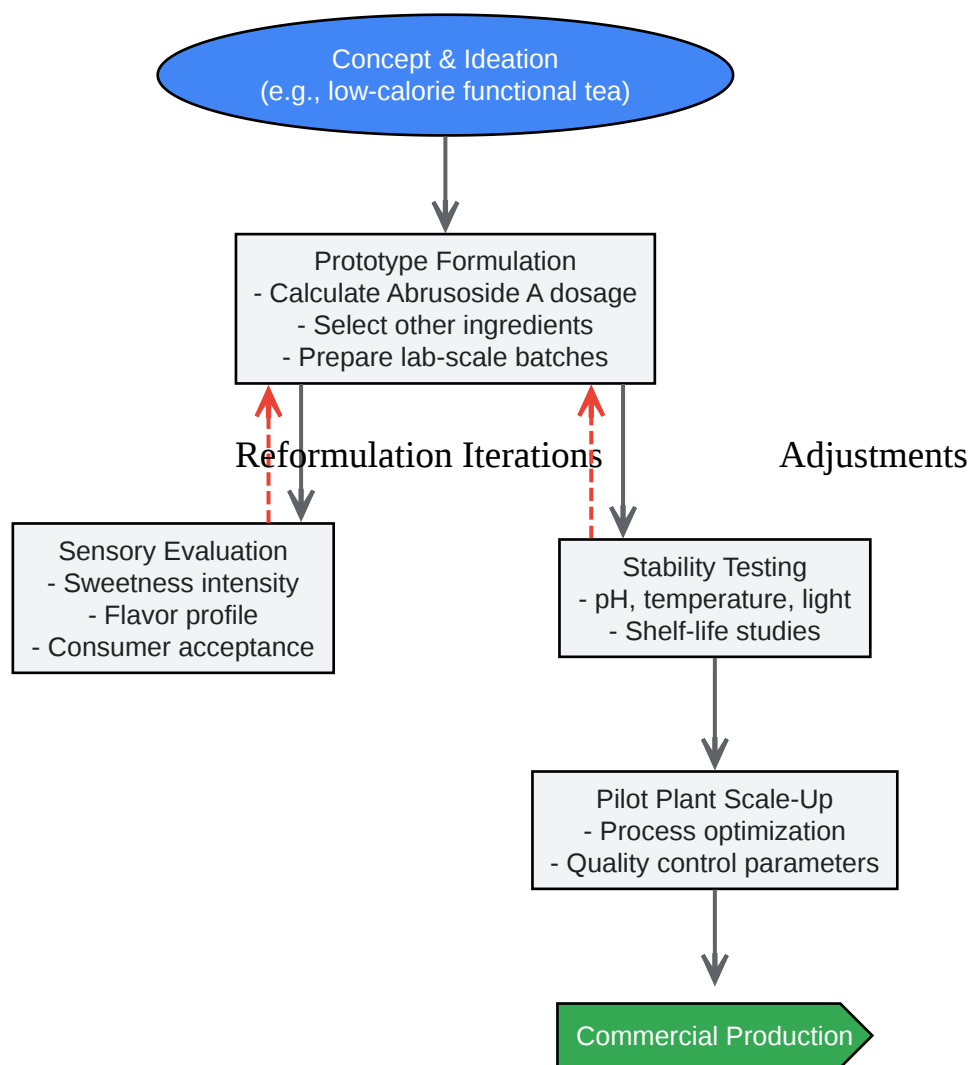 Concept & Ideation
(e.g., low-calorie functional tea)
Prototype Formulation
- Calculate Abrusoside A dosage
- Select other ingredients
- Prepare lab-scale batches
Reformulation Iterations
Adjustments
Sensory Evaluation
- Sweetness intensity
- Flavor profile
- Consumer acceptance
Stability Testing
- pH, temperature, light
- Shelf-life studies
Pilot Plant Scale-Up
- Process optimization
- Quality control parameters
Commercial Production